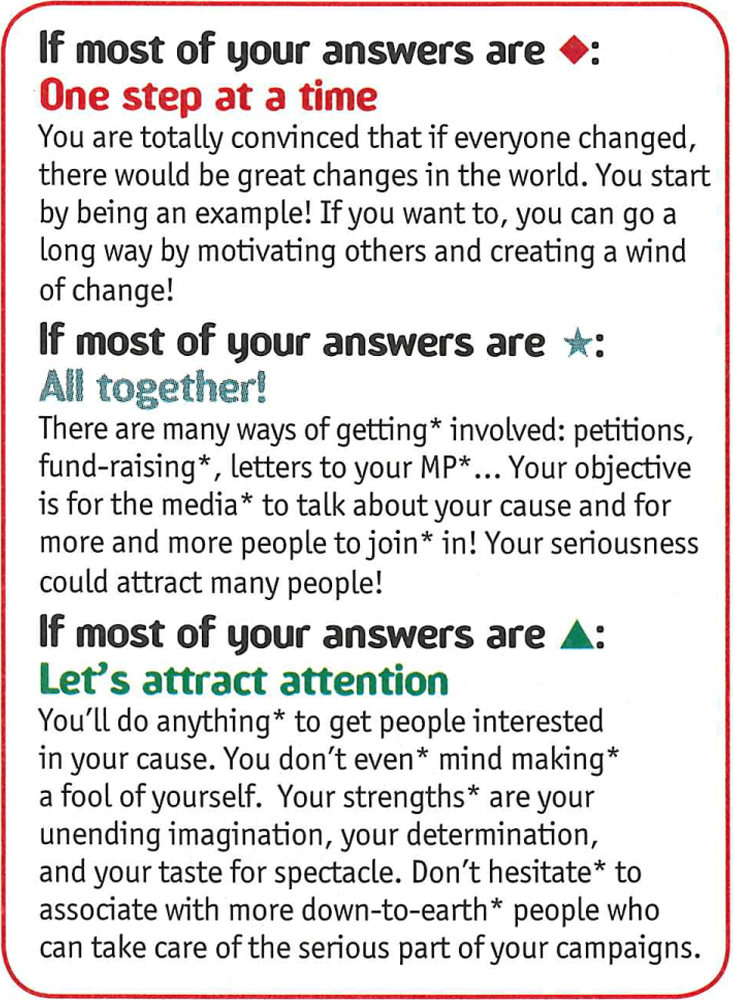 If most of your answers are ♦:
One step at a time
You are totally convinced that if everyone changed,
there would be great changes in the world. You start
by being an example! If you want to, you can go a
long way by motivating others and creating a wind
of change!
If most of your answers are ★:
All together!
There are many ways of getting* involved: petitions,
fund-raising*, letters to your MP*... Your objective
is for the media* to talk about your cause and for
more and more people to join* in! Your seriousness
could attract many people!
If most of your answers are ▲:
Let's attract attention
You'll do anything* to get people interested
in your cause. You don't even* mind making*
a fool of yourself. Your strengths* are your
unending imagination, your determination,
and your taste for spectacle. Don't hesitate* to
associate with more down-to-earth* people who
can take care of the serious part of your campaigns.